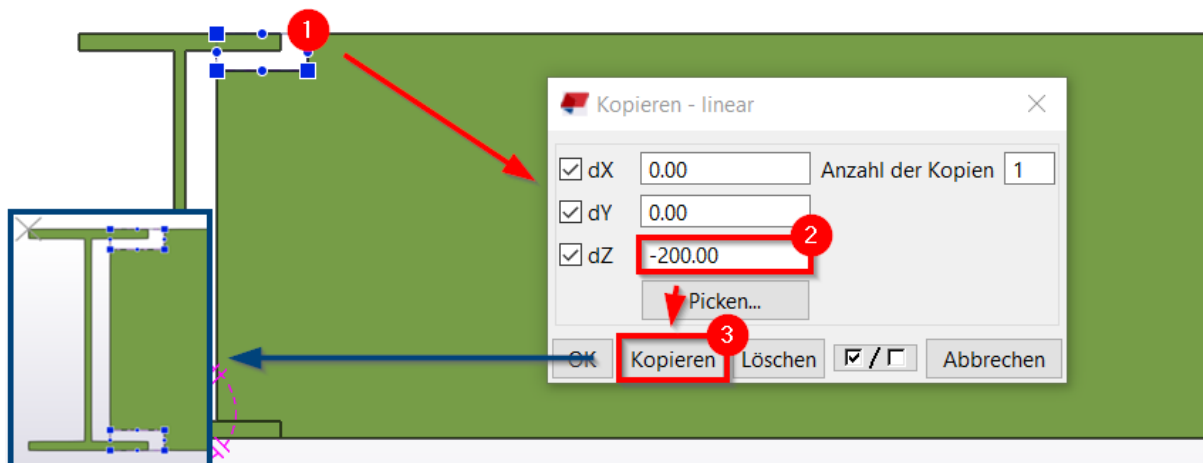 1
Kopieren - linear
dX 0.00 Anzahl der Kopien 1
dY 0.00
2
dZ -200.00
Picken...
3
OK Kopieren Löschen / Abbrechen